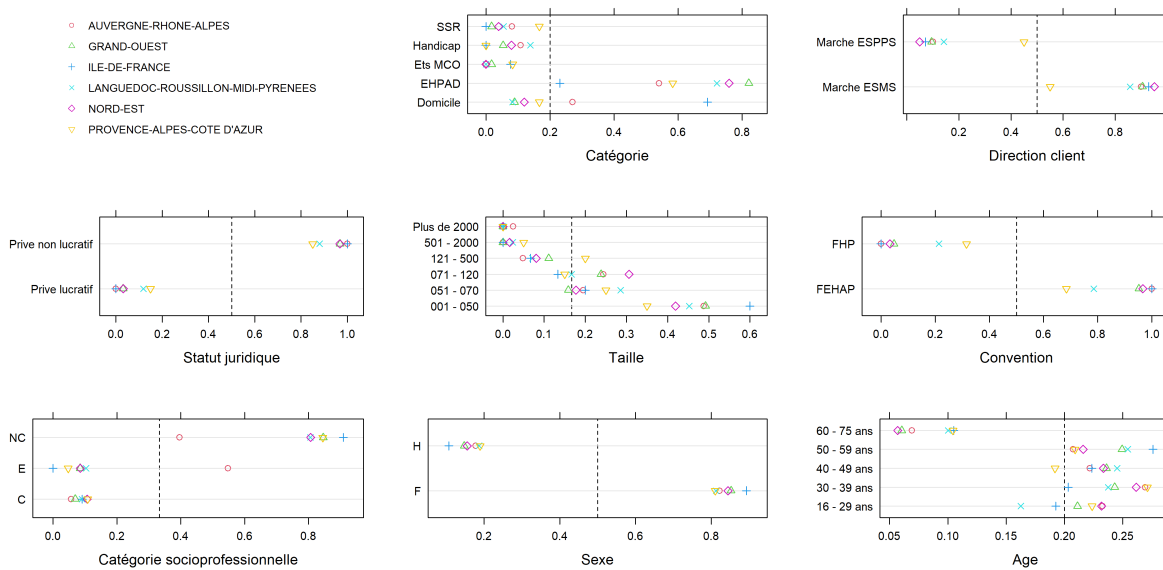 AUVERGNE-RHONE-ALPES
GRAND-OUEST
ILE-DE-FRANCE
LANGUEDOC-ROUSSILLON-MIDI-PYRENEES
NORD-EST
PROVENCE-ALPES-COTE D'AZUR
SSR
Handicap
Ets MCO
EHPAD
Domicile
0.0 0.2 0.4 0.6 0.8
Catégorie
Marche ESPPS
Marche ESMS
0.2 0.4 0.6 0.8
Direction client
Prive non lucratif
Prive lucratif
0.0 0.2 0.4 0.6 0.8 1.0
Statut juridique
Plus de 2000
501 - 2000
121 - 500
071 - 120
051 - 070
001 - 050
0.0 0.1 0.2 0.3 0.4 0.5 0.6
Taille
FHP
FEHAP
0.0 0.2 0.4 0.6 0.8 1.0
Convention
NC
E
C
0.0 0.2 0.4 0.6 0.8
Catégorie socioprofessionnelle
H
F
0.2 0.4 0.6 0.8
Sexe
60 - 75 ans
50 - 59 ans
40 - 49 ans
30 - 39 ans
16 - 29 ans
0.05 0.10 0.15 0.20 0.25
Age